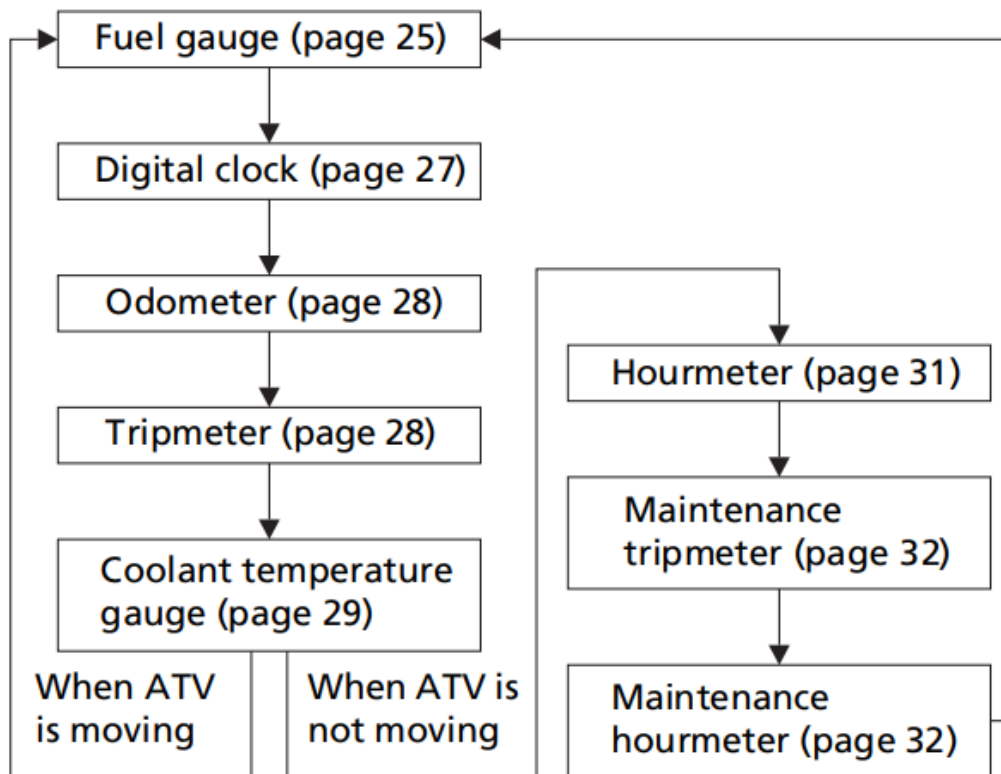 Fuel gauge (page 25)
Digital clock (page 27)
Odometer (page 28)
Tripmeter (page 28)
Coolant temperature
gauge (page 29)
When ATV
is moving
When ATV is
not moving
Hourmeter (page 31)
Maintenance
tripmeter (page 32)
Maintenance
hourmeter (page 32)